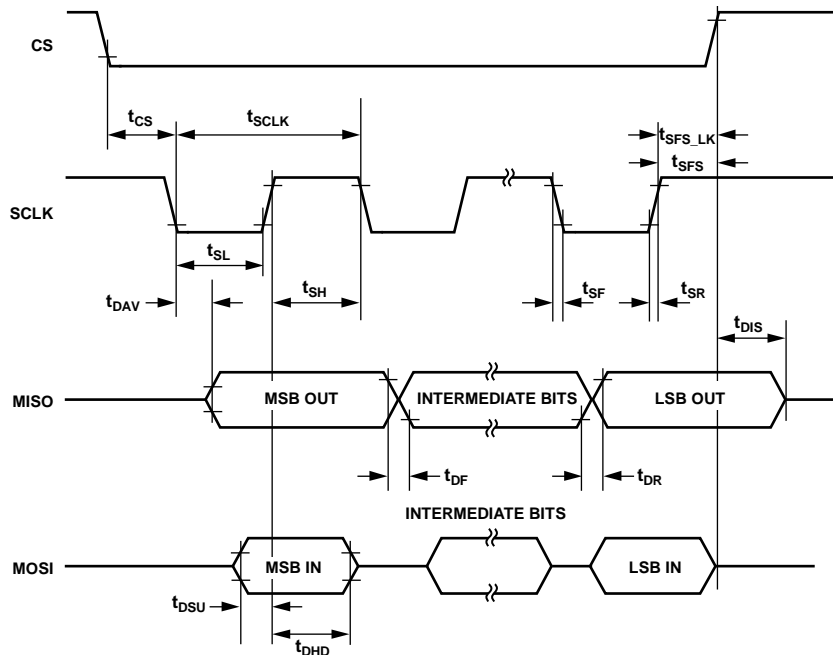 CS
tCS
tSCLK
tSFS_LK
tSFS
SCLK
tSL
tSH
tSF
tSR
tDAV
tDIS
MISO
MSB OUT
INTERMEDIATE BITS
LSB OUT
tDF
tDR
INTERMEDIATE BITS
MOSI
MSB IN
LSB IN
tDSU
tDHD